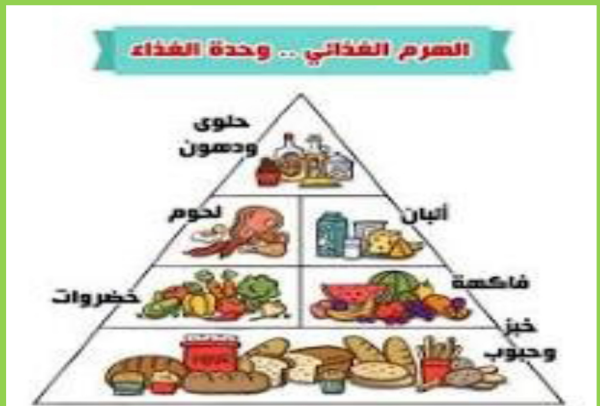 الهرم الغذائي .. وحدة الغذاء
حلوى
ودهون
لحوم
ألبان
خضروات
فاكهة
خبز
وحبوب